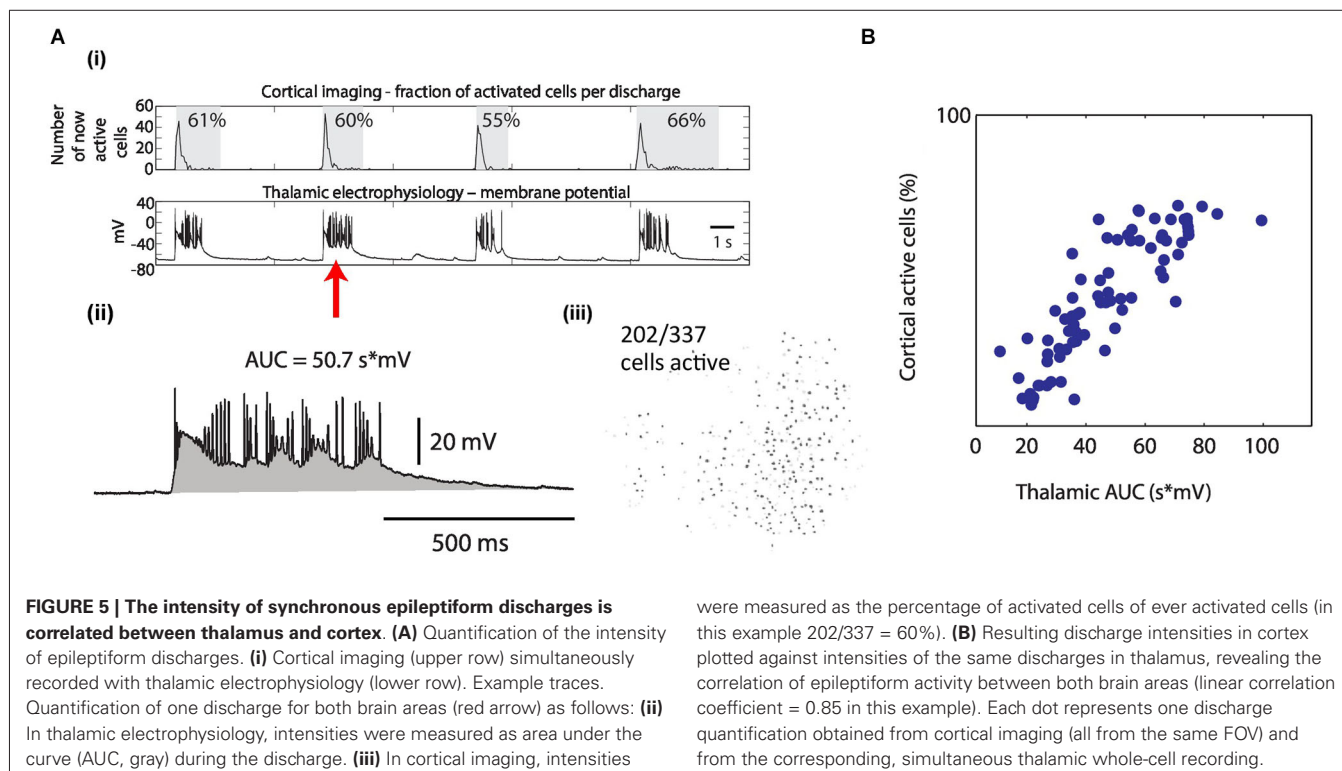 A
(i)
Cortical imaging - fraction of activated cells per discharge
Number of now
active
cells
60
40
20
0
61%
60%
55%
66%
Thalamic electrophysiology – membrane potential
mV
40
0
-40
-80
1 s
(ii)
AUC = 50.7 s*mV
20 mV
500 ms
(iii)
202/337
cells active
B
100
Cortical active cells (%)
0
20
40
60
80
100
Thalamic AUC (s*mV)
FIGURE 5 | The intensity of synchronous epileptiform discharges is
correlated between thalamus and cortex. (A) Quantification of the intensity
of epileptiform discharges. (i) Cortical imaging (upper row) simultaneously
recorded with thalamic electrophysiology (lower row). Example traces.
Quantification of one discharge for both brain areas (red arrow) as follows: (ii)
In thalamic electrophysiology, intensities were measured as area under the
curve (AUC, gray) during the discharge. (iii) In cortical imaging, intensities
were measured as the percentage of activated cells of ever activated cells (in
this example 202/337 = 60%). (B) Resulting discharge intensities in cortex
plotted against intensities of the same discharges in thalamus, revealing the
correlation of epileptiform activity between both brain areas (linear correlation
coefficient = 0.85 in this example). Each dot represents one discharge
quantification obtained from cortical imaging (all from the same FOV) and
from the corresponding, simultaneous thalamic whole-cell recording.